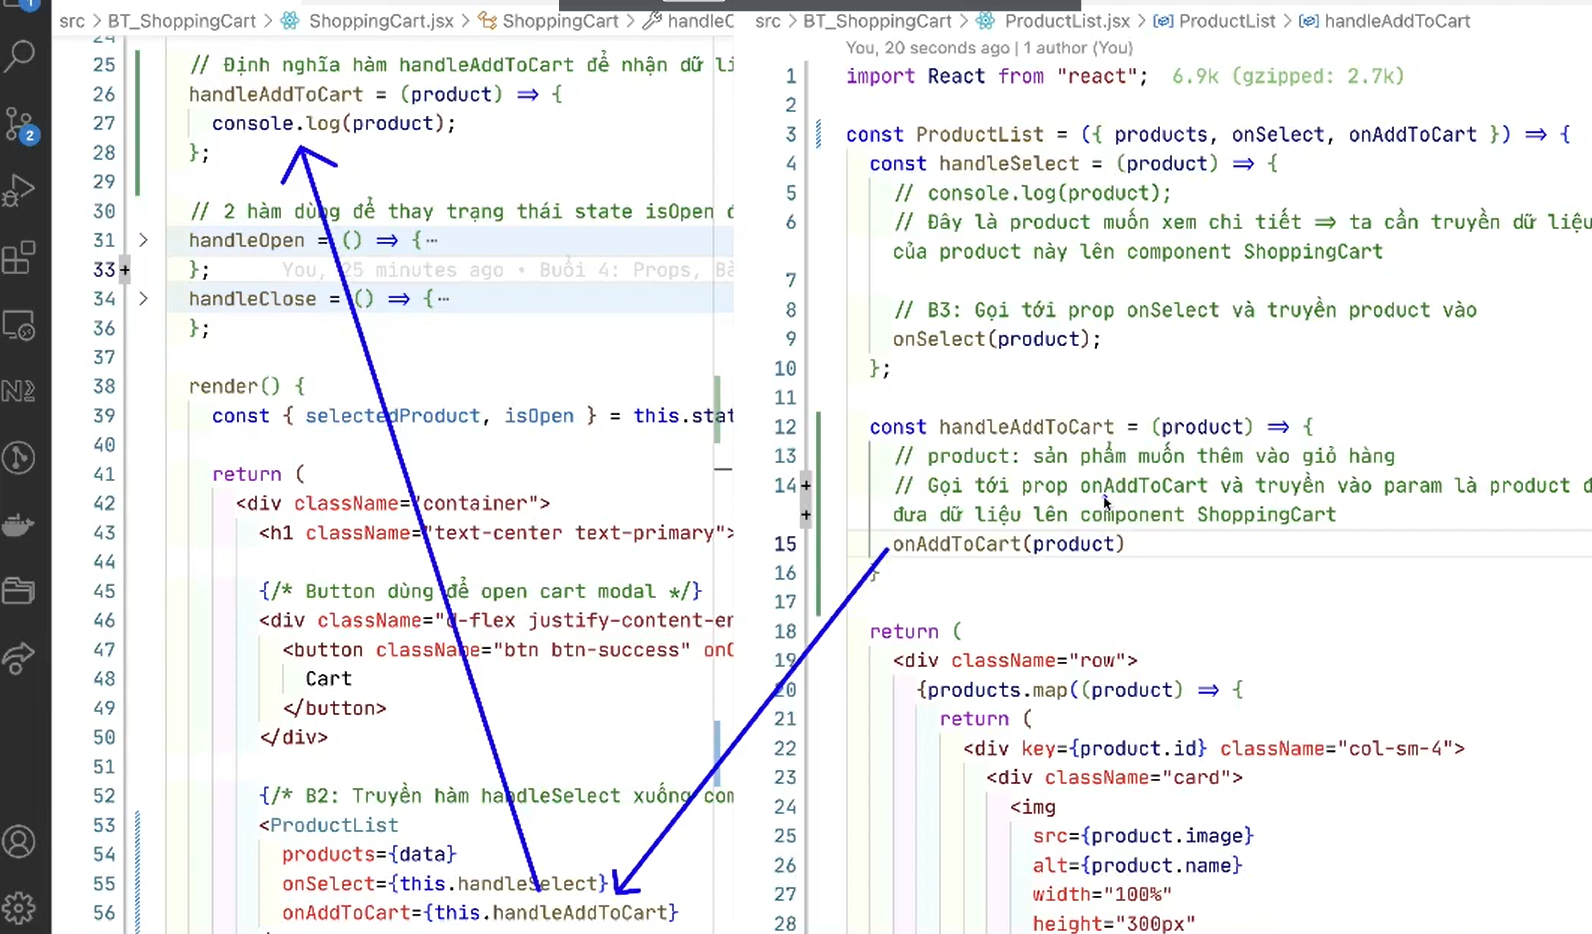 src > BT_ShoppingCart > ShoppingCart.jsx > ShoppingCart > handleC
24
25 // Định nghĩa hàm handleAddToCart để nhận dữ li
26 handleAddToCart = (product) => {
27 console.log(product);
28 };
29
30 // 2 hàm dùng để thay trạng thái state isOpen đ
31 > handleOpen = () => {…
33 };
You, 25 minutes ago • Buổi 4: Props, Bà
34 > handleClose = () => {…
36 };
37
38 render() {
39 const { selectedProduct, isOpen } = this.stat
40
41 return (
42 <div className="container">
43 <h1 className="text-center text-primary">
44
45 {/* Button dùng để open cart modal */}
46 <div className="d-flex justify-content-en
47 <button className="btn btn-success" onC
48 Cart
49 </button>
50 </div>
51
52 {/* B2: Truyền hàm handleSelect xuống com
53 <ProductList
54 products={data}
55 onSelect={this.handleSelect}
56 onAddToCart={this.handleAddToCart}
src > BT_ShoppingCart > ProductList.jsx > ProductList > handleAddToCart
You, 20 seconds ago | 1 author (You)
1 import React from "react"; 6.9k (gzipped: 2.7k)
2
3 const ProductList = ({ products, onSelect, onAddToCart }) => {
4 const handleSelect = (product) => {
5 // console.log(product);
6 // Đây là product muốn xem chi tiết => ta cần truyền dữ liệu
của product này lên component ShoppingCart
7
8 // B3: Gọi tới prop onSelect và truyền product vào
9 onSelect(product);
10 };
11
12 const handleAddToCart = (product) => {
13 // product: sản phẩm muốn thêm vào giỏ hàng
14 // Gọi tới prop onAddToCart và truyền vào param là product đ
đưa dữ liệu lên component ShoppingCart
15 onAddToCart(product)
16 }
17
18 return (
19 <div className="row">
20 {products.map((product) => {
21 return (
22 <div key={product.id} className="col-sm-4">
23 <div className="card">
24 <img
25 src={product.image}
26 alt={product.name}
27 width="100%"
28 height="300px"
2